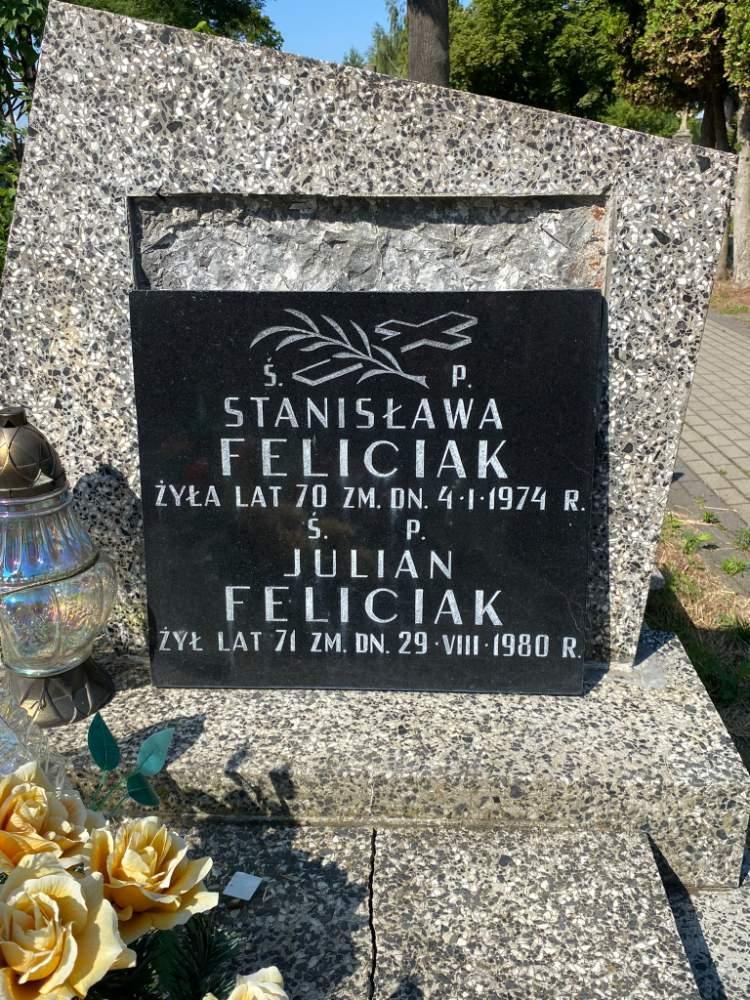 Ś. P.
STANISŁAWA
FELICIAK
ŻYŁA LAT 70 ZM. DN. 4·I·1974 R.
Ś. P.
JULIAN
FELICIAK
ŻYŁ LAT 71 ZM. DN. 29·VIII·1980 R.